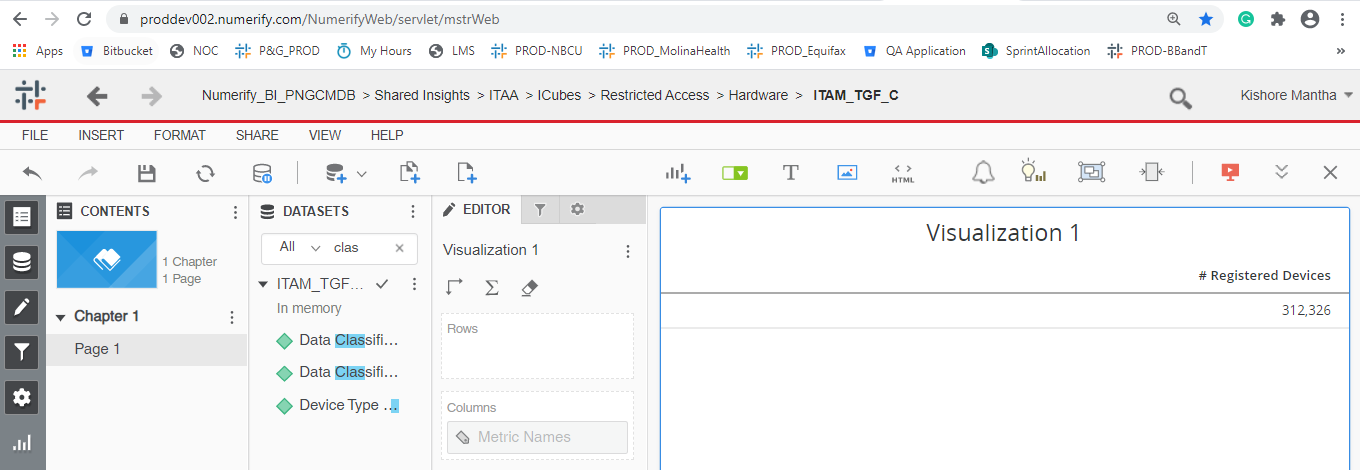 proddev002.numerify.com/NumerifyWeb/servlet/mstrWeb
Apps Bitbucket NOC P&G_PROD My Hours LMS PROD-NBCU PROD_MolinaHealth PROD_Equifax QA Application SprintAllocation PROD-BBandT »
Numerify_BI_PNGCMDB > Shared Insights > ITAA > ICubes > Restricted Access > Hardware > ITAM_TGF_C Kishore Mantha
FILE INSERT FORMAT SHARE VIEW HELP
T HTML
CONTENTS
1 Chapter
1 Page
Chapter 1
Page 1
DATASETS
All clas
ITAM_TGF...
In memory
Data Classifi...
Data Classifi...
Device Type ...
EDITOR
Visualization 1
Rows
Columns
Metric Names
Visualization 1
# Registered Devices
312,326